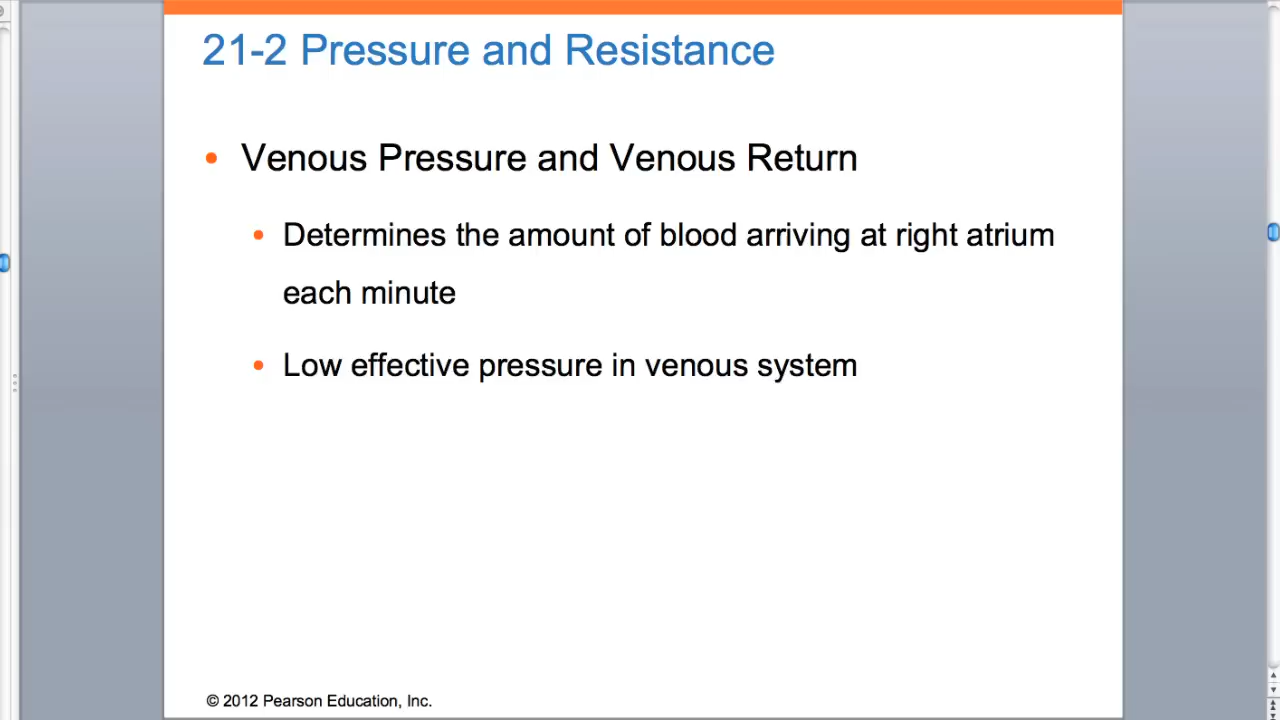 21-2 Pressure and Resistance
• Venous Pressure and Venous Return
• Determines the amount of blood arriving at right atrium
each minute
• Low effective pressure in venous system
© 2012 Pearson Education, Inc.